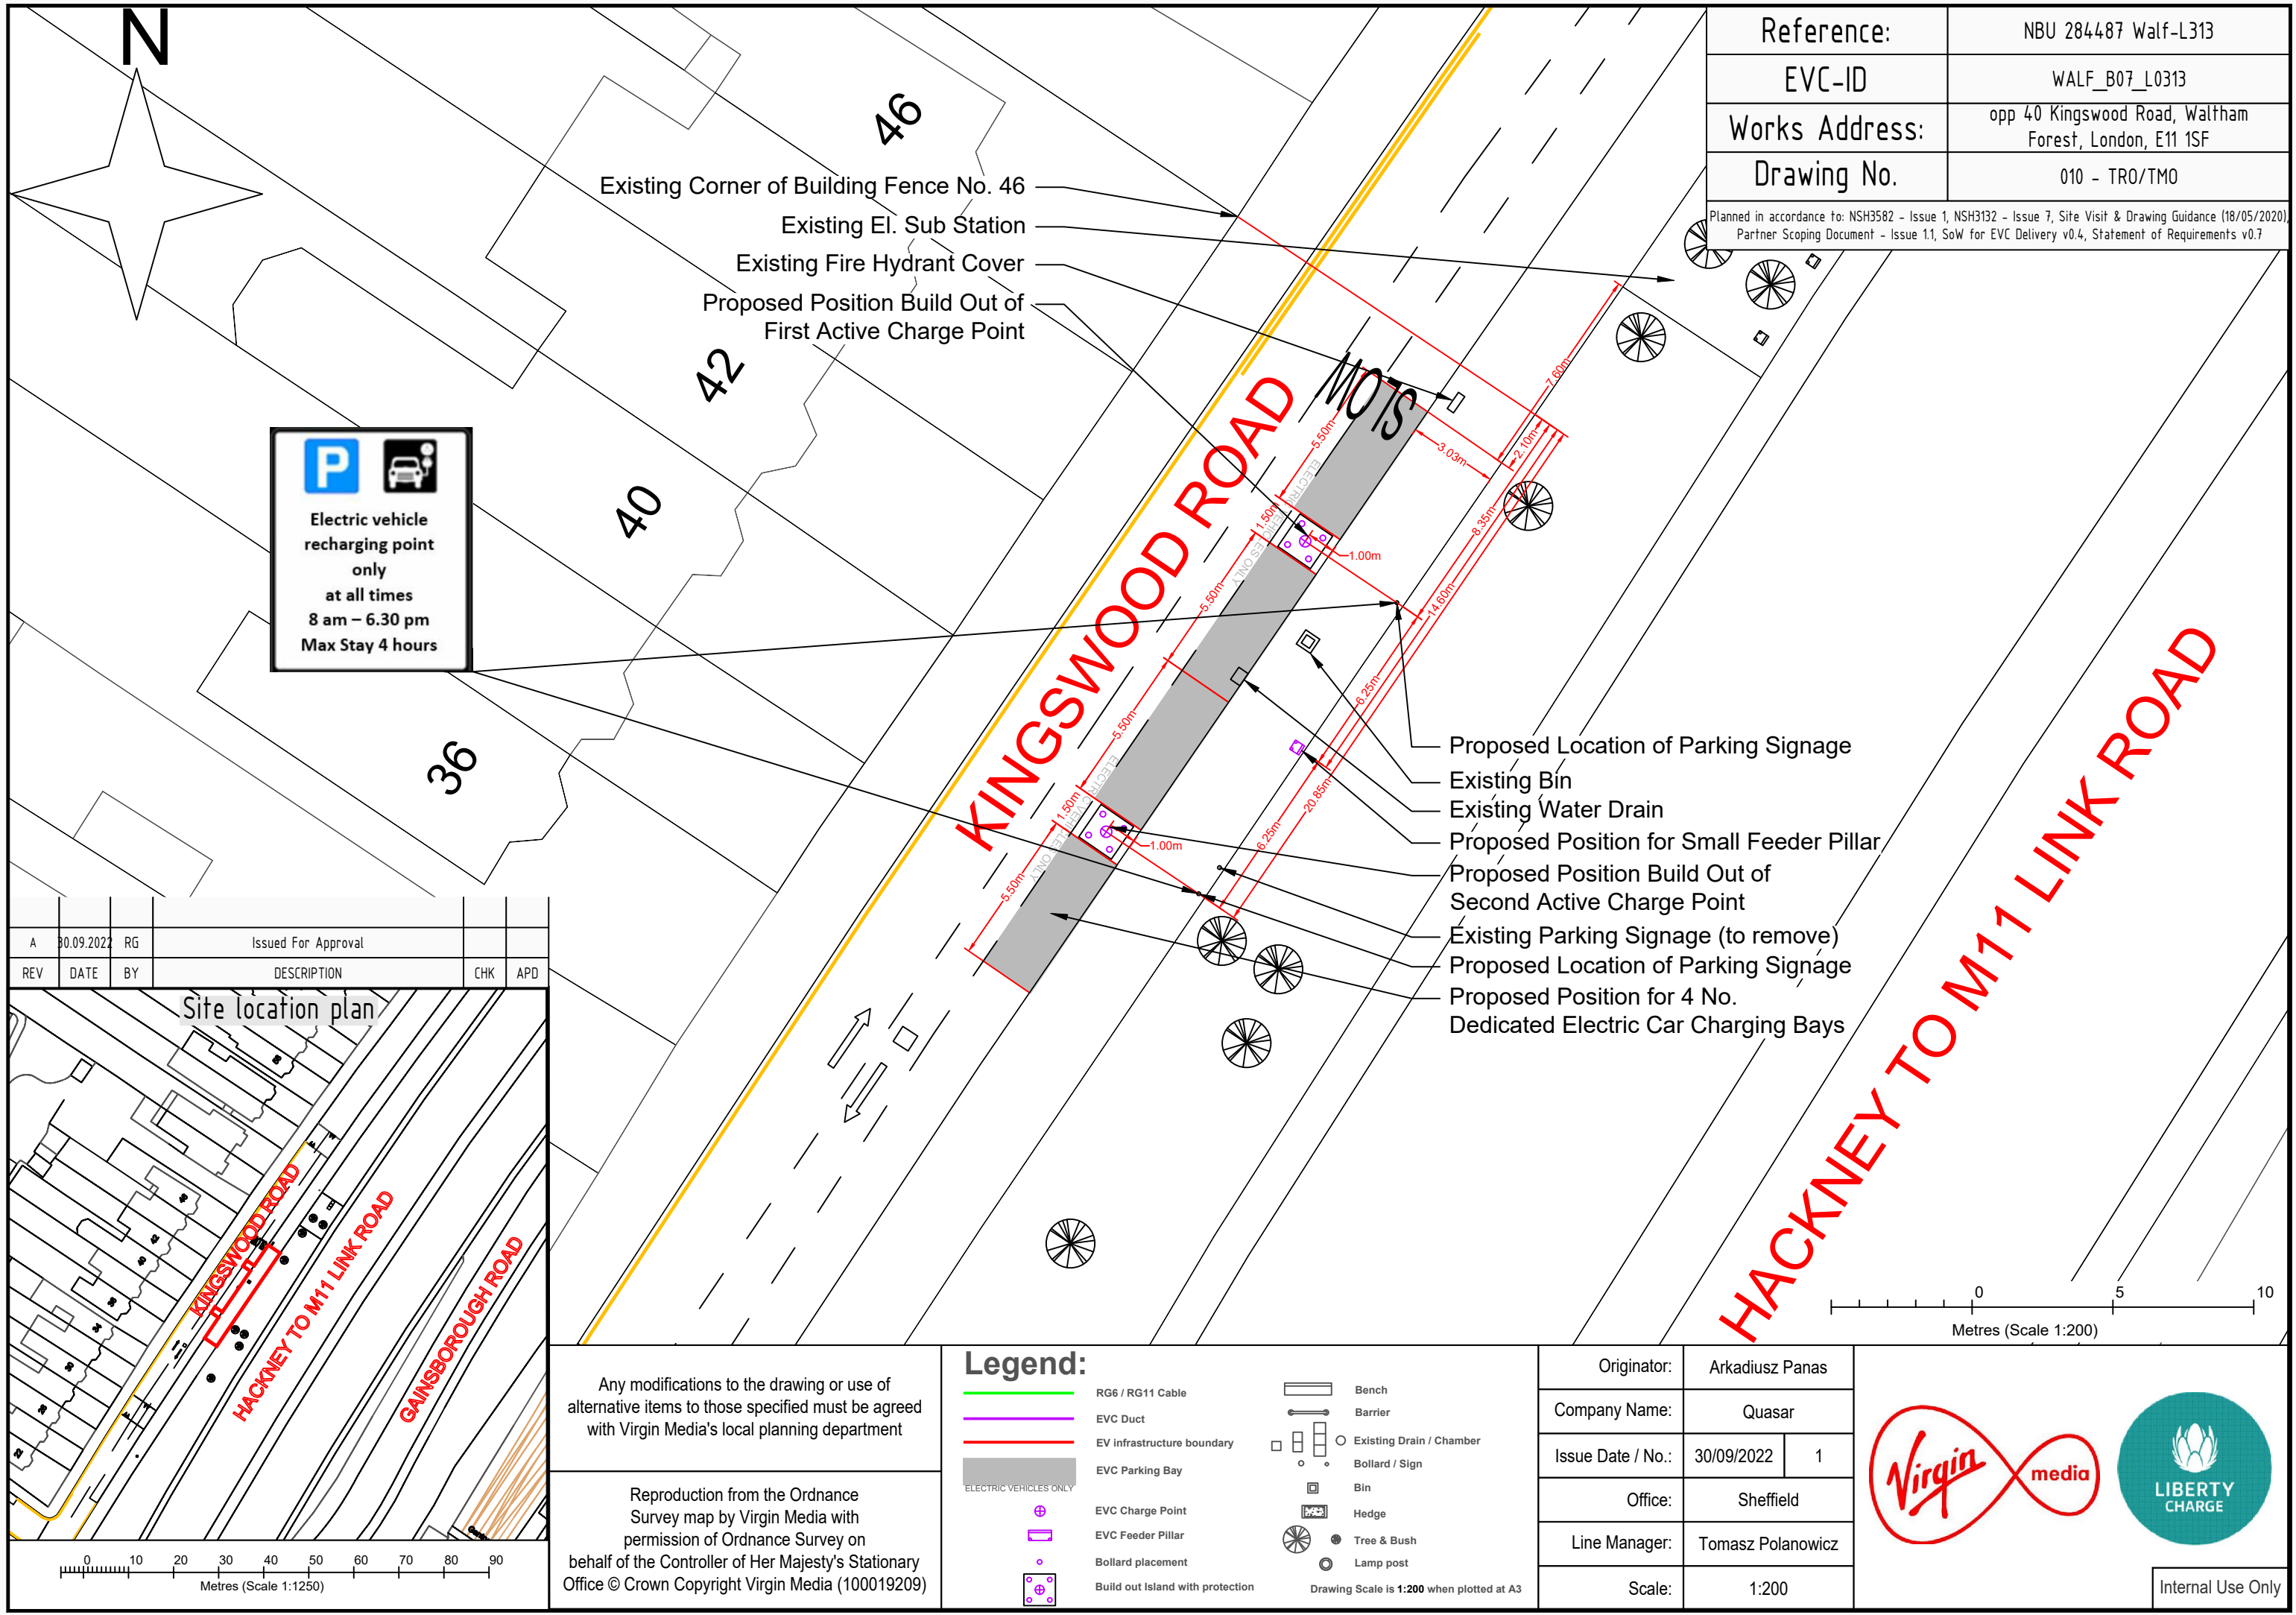 N
Reference:
NBU 284487 Walf-L313
EVC-ID
WALF_B07_L0313
Works Address:
opp 40 Kingswood Road, Waltham
Forest, London, E11 1SF
Drawing No.
010 - TRO/TMO
Planned in accordance to: NSH3582 - Issue 1, NSH3132 - Issue 7, Site Visit & Drawing Guidance (18/05/2020),
Partner Scoping Document - Issue 1.1, SoW for EVC Delivery v0.4, Statement of Requirements v0.7
46
42
40
36
Existing Corner of Building Fence No. 46
Existing El. Sub Station
Existing Fire Hydrant Cover
Proposed Position Build Out of
First Active Charge Point
P
Electric vehicle
recharging point
only
at all times
8 am – 6.30 pm
Max Stay 4 hours
KINGSWOOD ROAD
SLOW
ELECTRIC VEHICLES ONLY
ELECTRIC VEHICLES ONLY
5.50m
1.50m
5.50m
5.50m
1.50m
5.50m
1.00m
1.00m
3.03m
7.60m
2.10m
8.35m
14.60m
6.25m
20.85m
6.25m
Proposed Location of Parking Signage
Existing Bin
Existing Water Drain
Proposed Position for Small Feeder Pillar
Proposed Position Build Out of
Second Active Charge Point
Existing Parking Signage (to remove)
Proposed Location of Parking Signage
Proposed Position for 4 No.
Dedicated Electric Car Charging Bays
HACKNEY TO M11 LINK ROAD
0 5 10
Metres (Scale 1:200)
A 30.09.2022 RG Issued For Approval
REV DATE BY DESCRIPTION CHK APD
Site location plan
KINGSWOOD ROAD
HACKNEY TO M11 LINK ROAD
GAINSBOROUGH ROAD
48
42
40
36
34
30
26
22
0 10 20 30 40 50 60 70 80 90
Metres (Scale 1:1250)
Any modifications to the drawing or use of
alternative items to those specified must be agreed
with Virgin Media's local planning department
Reproduction from the Ordnance
Survey map by Virgin Media with
permission of Ordnance Survey on
behalf of the Controller of Her Majesty's Stationary
Office © Crown Copyright Virgin Media (100019209)
Legend:
RG6 / RG11 Cable
EVC Duct
EV infrastructure boundary
EVC Parking Bay
ELECTRIC VEHICLES ONLY
EVC Charge Point
EVC Feeder Pillar
Bollard placement
Build out Island with protection
Bench
Barrier
Existing Drain / Chamber
Bollard / Sign
Bin
Hedge
Tree & Bush
Lamp post
Drawing Scale is 1:200 when plotted at A3
Originator: Arkadiusz Panas
Company Name: Quasar
Issue Date / No.: 30/09/2022 1
Office: Sheffield
Line Manager: Tomasz Polanowicz
Scale: 1:200
Virgin media
LIBERTY
CHARGE
Internal Use Only